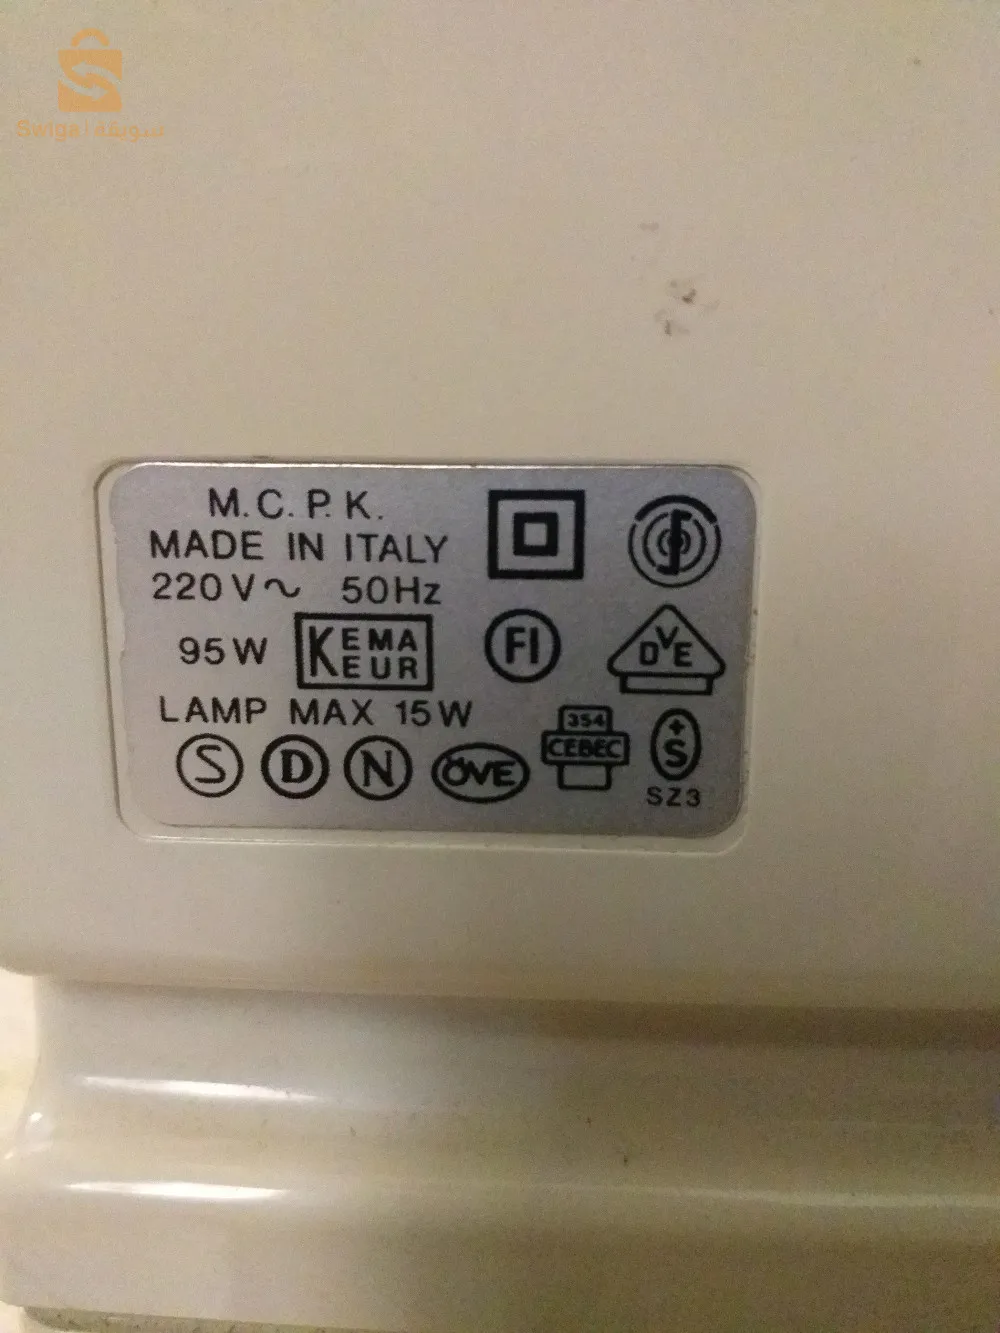 Swiga | سويقة
M.C.P.K.
MADE IN ITALY
220V~ 50Hz
95W KEMA KEUR
LAMP MAX 15W
FI
DVE
S D N ÖVE
354
CEBEC
+S
SZ3